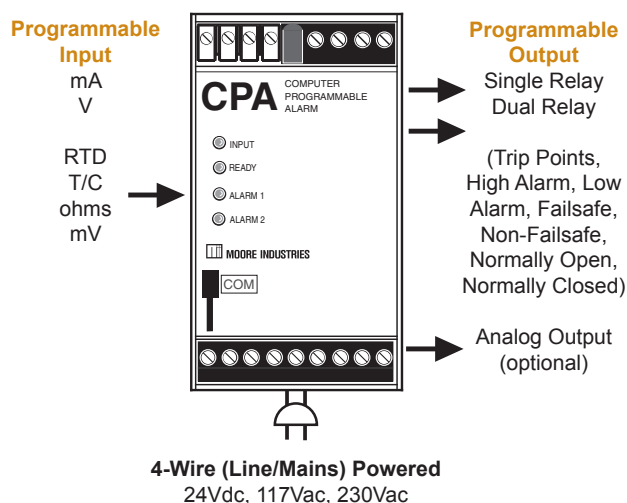 Programmable
Input
mA
V
RTD
T/C
ohms
mV
CPA
COMPUTER
PROGRAMMABLE
ALARM
INPUT
READY
ALARM 1
ALARM 2
MOORE INDUSTRIES
COM
Programmable
Output
Single Relay
Dual Relay
(Trip Points,
High Alarm, Low
Alarm, Failsafe,
Non-Failsafe,
Normally Open,
Normally Closed)
Analog Output
(optional)
4-Wire (Line/Mains) Powered
24Vdc, 117Vac, 230Vac